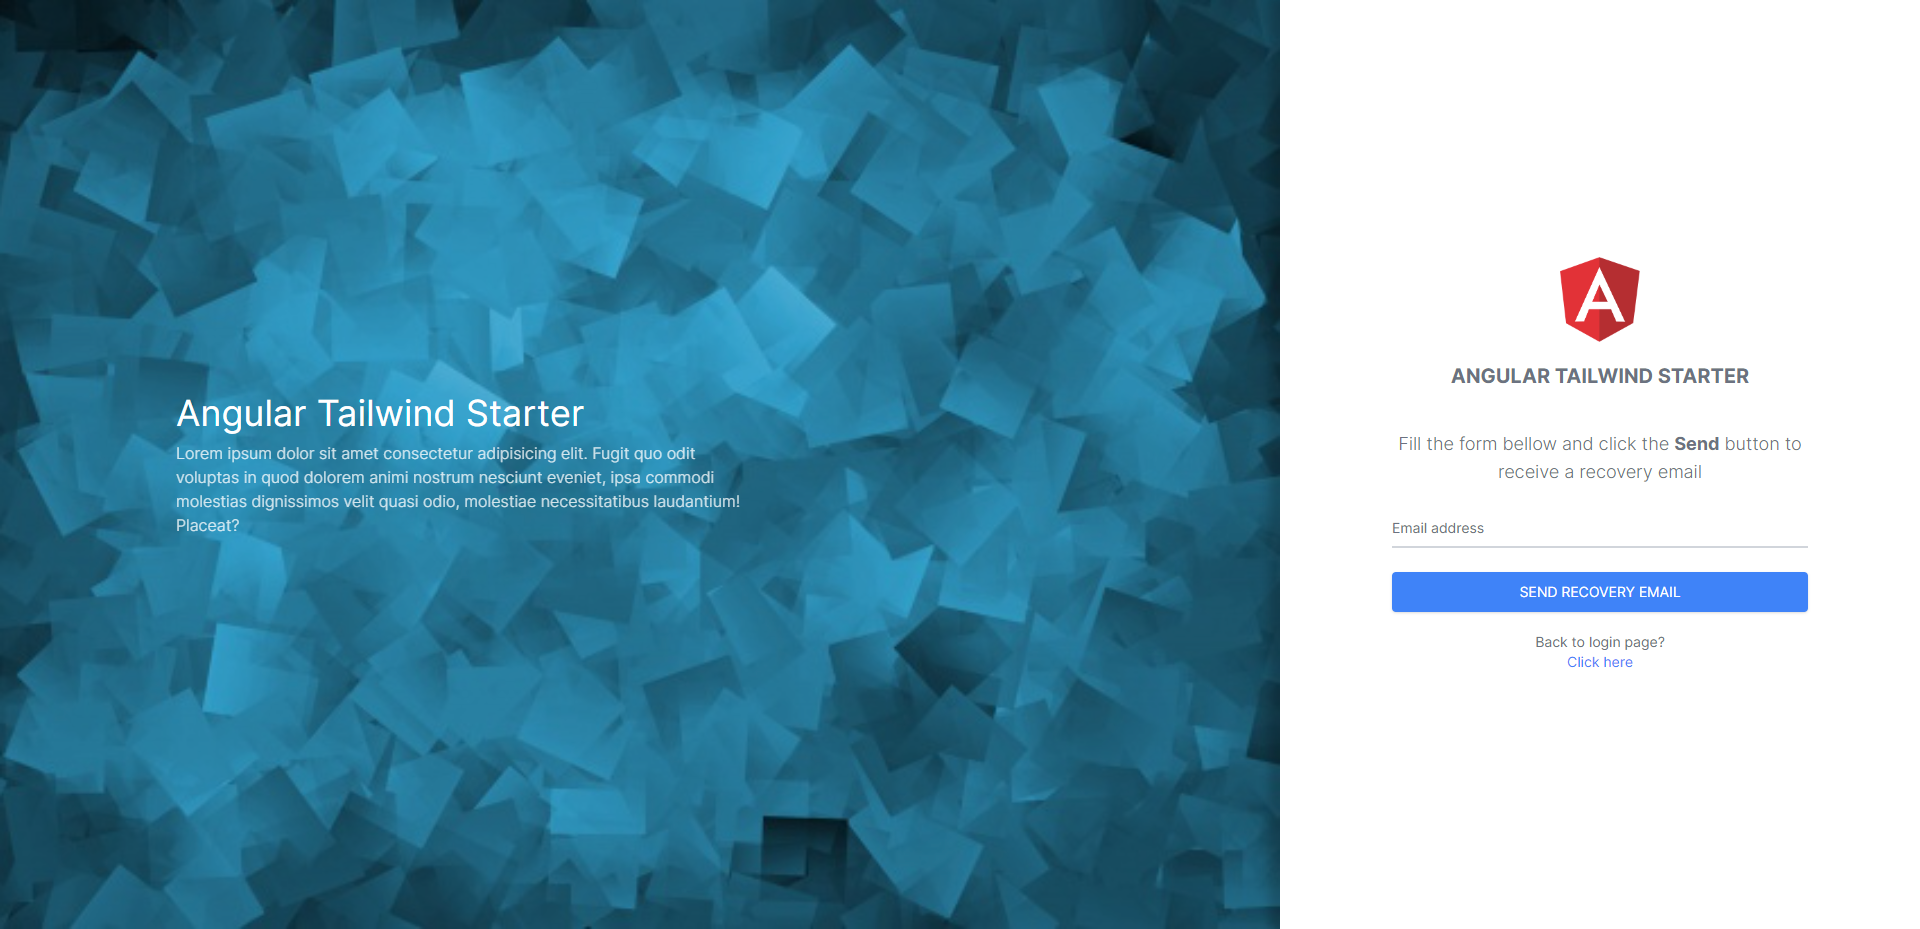 Angular Tailwind Starter
Lorem ipsum dolor sit amet consectetur adipisicing elit. Fugit quo odit
voluptas in quod dolorem animi nostrum nesciunt eveniet, ipsa commodi
molestias dignissimos velit quasi odio, molestiae necessitatibus laudantium!
Placeat?
A
ANGULAR TAILWIND STARTER
Fill the form bellow and click the Send button to
receive a recovery email
Email address
SEND RECOVERY EMAIL
Back to login page?
Click here